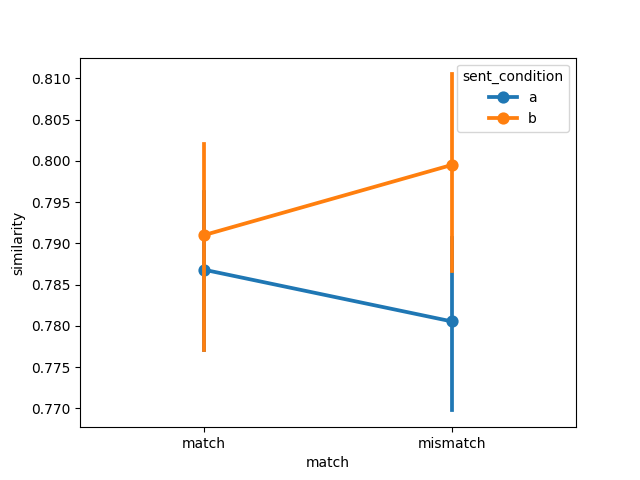 0.810
0.805
0.800
0.795
0.790
0.785
0.780
0.775
0.770
similarity
match
mismatch
match
sent_condition
a
b